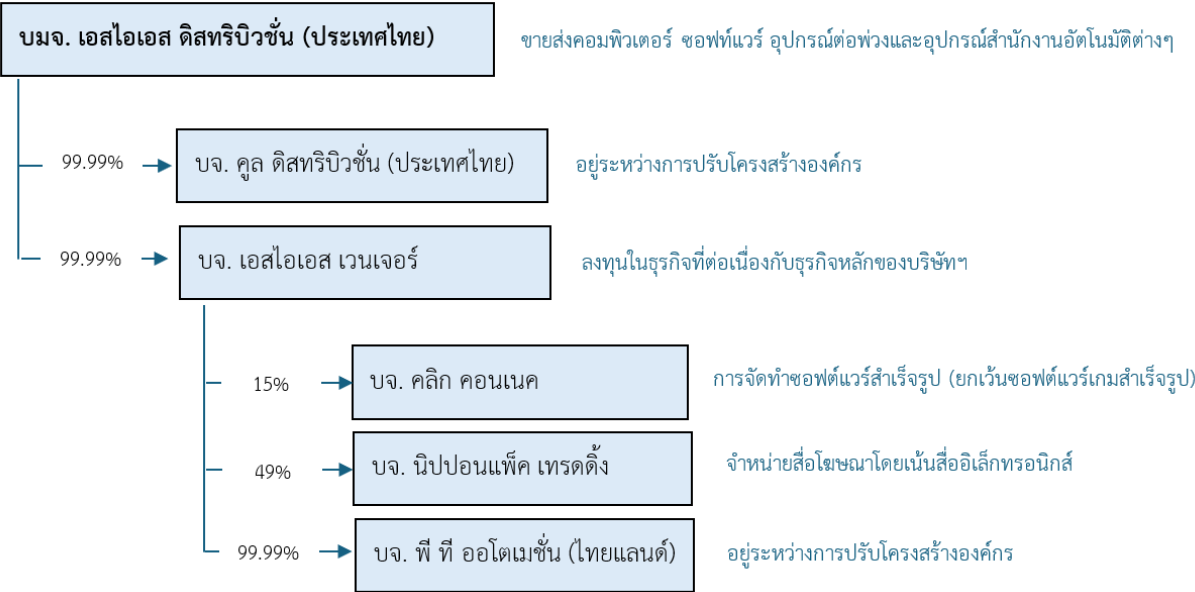 บมจ. เอสไอเอส ดิสทริบิวชั่น (ประเทศไทย)
ขายส่งคอมพิวเตอร์ ซอฟท์แวร์ อุปกรณ์ต่อพ่วงและอุปกรณ์สำนักงานอัตโนมัติต่างๆ
99.99%
บจ. คูล ดิสทริบิวชั่น (ประเทศไทย)
อยู่ระหว่างการปรับโครงสร้างองค์กร
99.99%
บจ. เอสไอเอส เวนเจอร์
ลงทุนในธุรกิจที่ต่อเนื่องกับธุรกิจหลักของบริษัทฯ
15%
บจ. คลิก คอนเนค
การจัดทำซอฟต์แวร์สำเร็จรูป (ยกเว้นซอฟต์แวร์เกมสำเร็จรูป)
49%
บจ. นิปปอนแพ็ค เทรดดิ้ง
จำหน่ายสื่อโฆษณาโดยเน้นสื่ออิเล็กทรอนิกส์
99.99%
บจ. พี ที ออโตเมชั่น (ไทยแลนด์)
อยู่ระหว่างการปรับโครงสร้างองค์กร